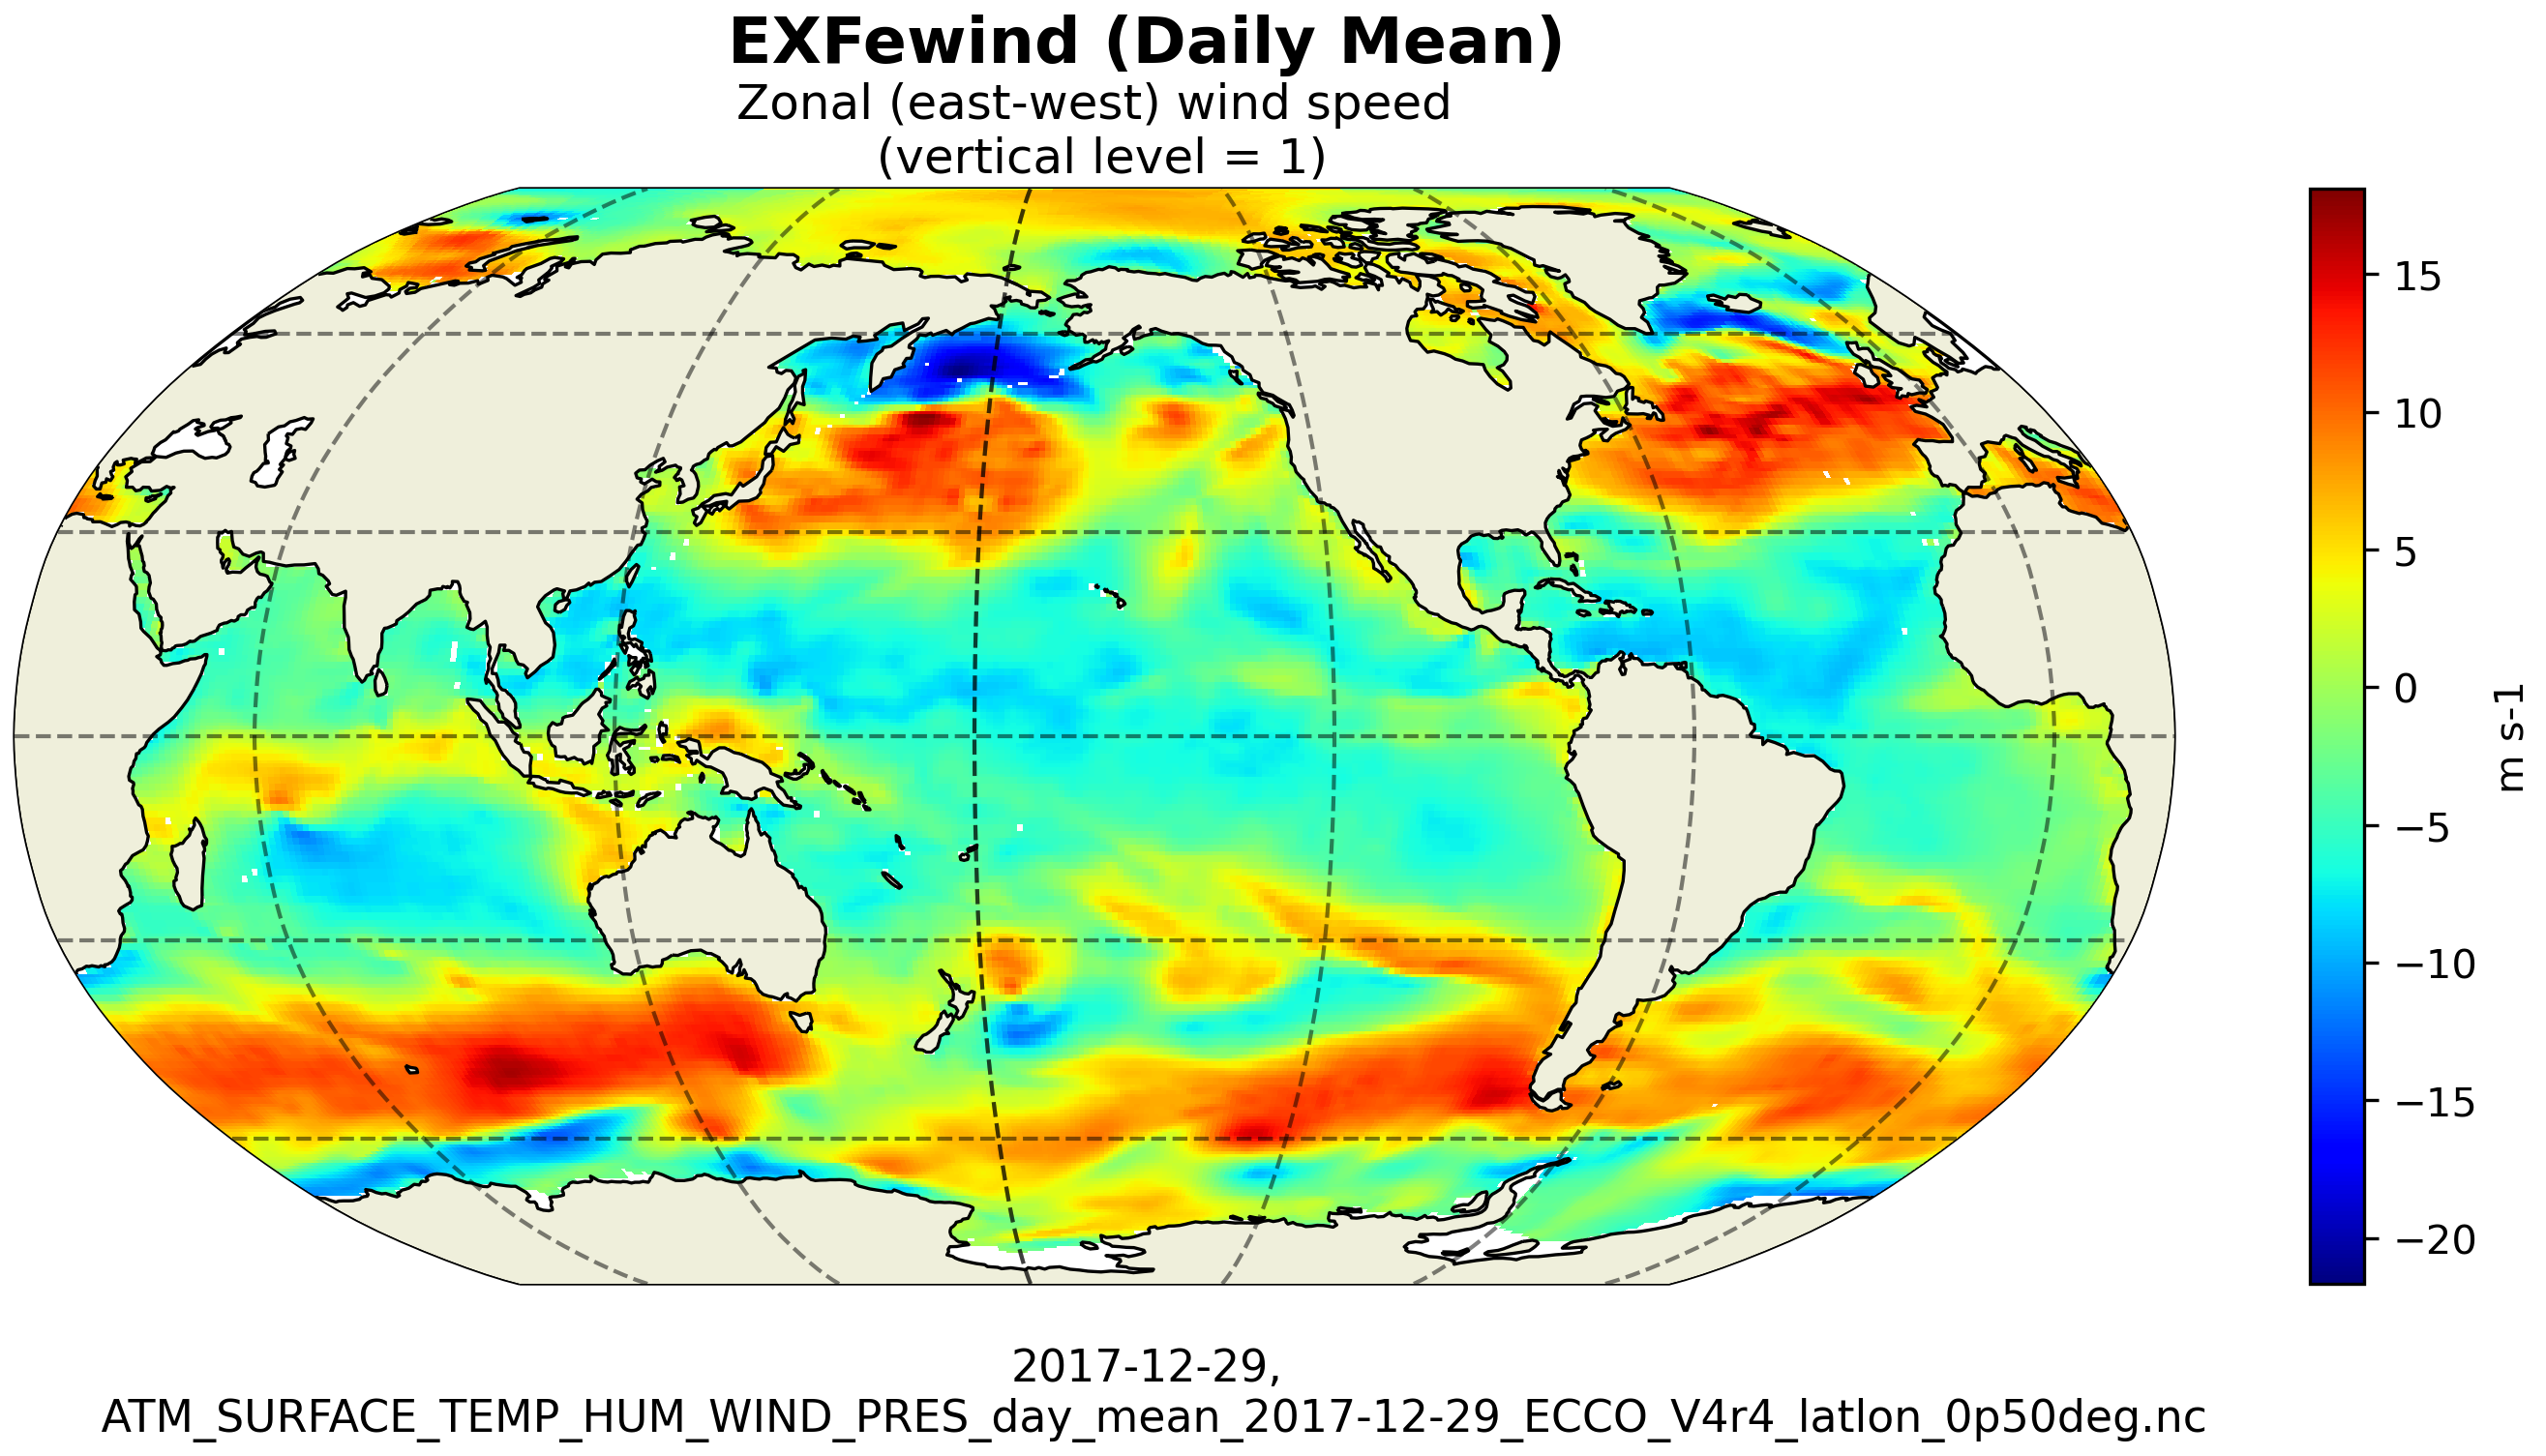 EXFewind (Daily Mean)
Zonal (east-west) wind speed
(vertical level = 1)
15
10
5
0
−5
−10
−15
−20
m s-1
2017-12-29,
ATM_SURFACE_TEMP_HUM_WIND_PRES_day_mean_2017-12-29_ECCO_V4r4_latlon_0p50deg.nc